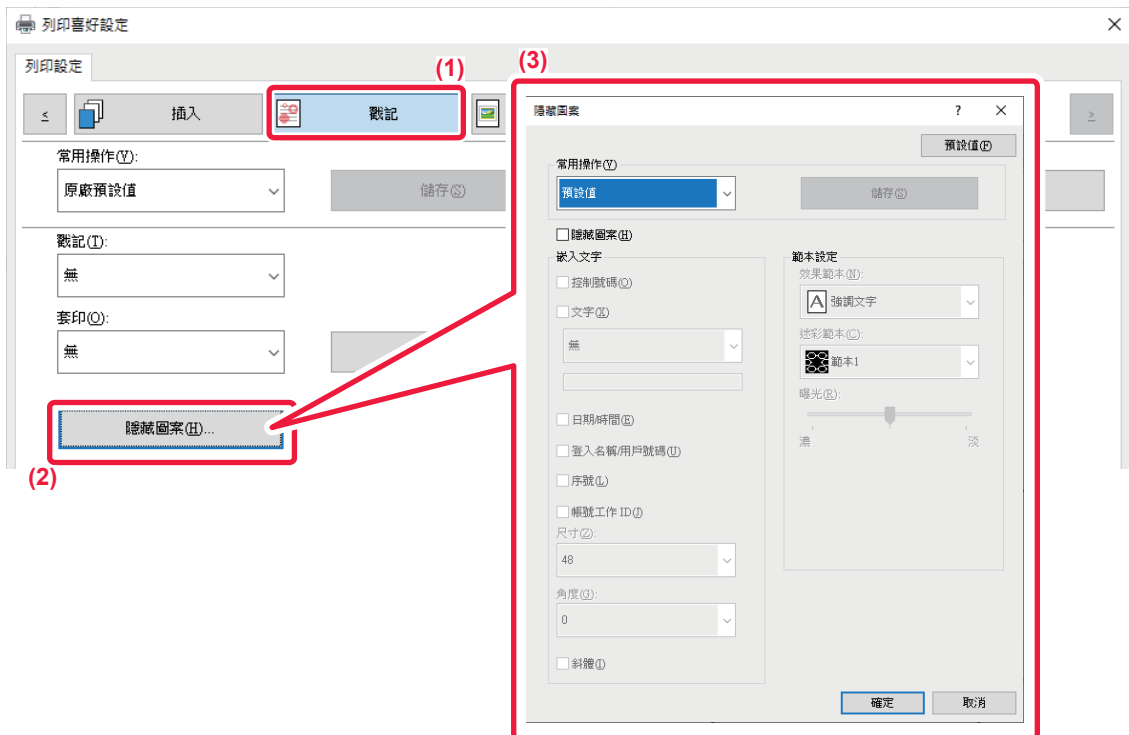 列印喜好設定
列印設定
(1)
(3)
≤
插入
戳記
≥
常用操作(Y):
原廠預設值
儲存(S)
戳記(T):
無
套印(O):
無
隱藏圖案(H)...
(2)
隱藏圖案
?
預設值(F)
常用操作(Y)
預設值
儲存(S)
隱藏圖案(H)
嵌入文字
控制號碼(O)
文字(X)
無
日期/時間(E)
登入名稱/用戶號碼(U)
序號(L)
帳號工作 ID(J)
尺寸(Z):
48
角度(G):
0
斜體(I)
範本設定
效果範本(N):
A 強調文字
迷彩範本(C):
範本1
曝光(R):
濃
淡
確定
取消